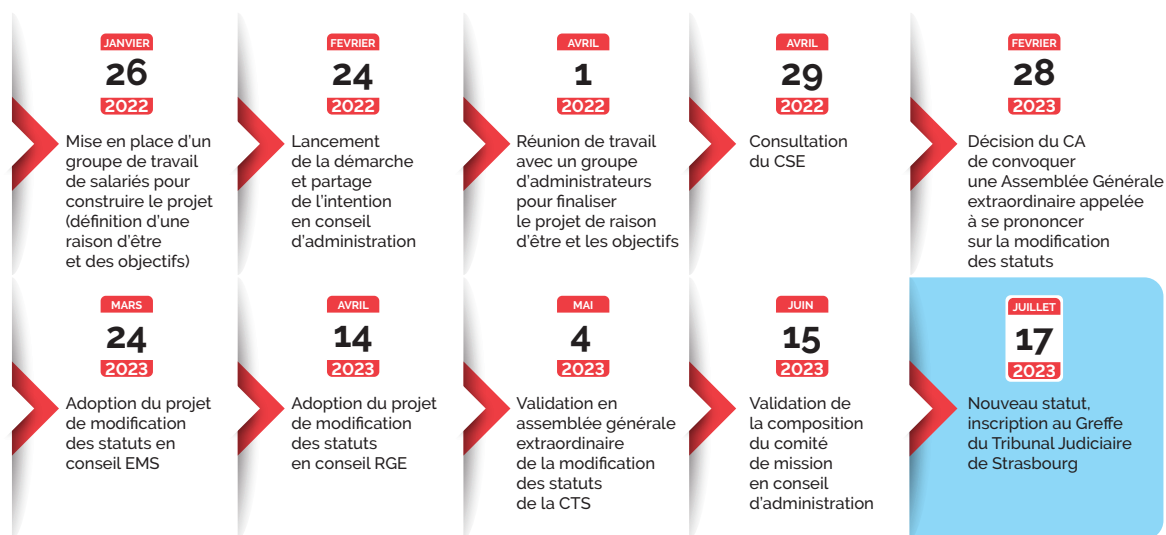 JANVIER
26
2022
Mise en place d'un
groupe de travail
de salariés pour
construire le projet
(définition d'une
raison d'être
et des objectifs)
FEVRIER
24
2022
Lancement
de la démarche
et partage
de l'intention
en conseil
d'administration
AVRIL
1
2022
Réunion de travail
avec un groupe
d'administrateurs
pour finaliser
le projet de raison
d'être et les objectifs
AVRIL
29
2022
Consultation
du CSE
FEVRIER
28
2023
Décision du CA
de convoquer
une Assemblée Générale
extraordinaire appelée
à se prononcer
sur la modification
des statuts
MARS
24
2023
Adoption du projet
de modification
des statuts en
conseil EMS
AVRIL
14
2023
Adoption du projet
de modification
des statuts
en conseil RGE
MAI
4
2023
Validation en
assemblée générale
extraordinaire
de la modification
des statuts
de la CTS
JUIN
15
2023
Validation de
la composition
du comité
de mission
en conseil
d'administration
JUILLET
17
2023
Nouveau statut,
inscription au Greffe
du Tribunal Judiciaire
de Strasbourg